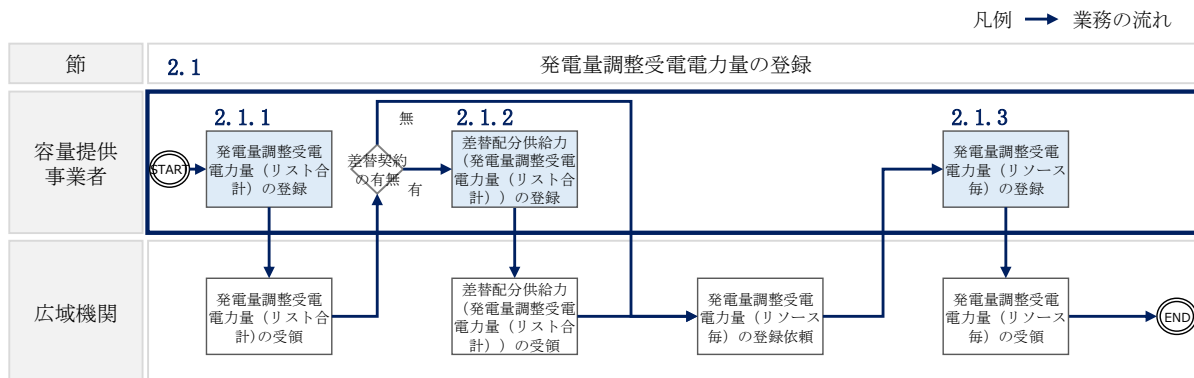 凡例 業務の流れ
節
2.1
発電量調整受電電力量の登録
容量提供
事業者
START
2.1.1
発電量調整受電
電力量（リスト合
計）の登録
差替契約
の有無
無
有
2.1.2
差替配分供給力
（発電量調整受電
電力量（リスト合
計））の登録
2.1.3
発電量調整受電
電力量（リソース
毎）の登録
広域機関
発電量調整受電
電力量（リスト合
計)の受領
差替配分供給力
（発電量調整受電
電力量（リスト合
計））の受領
発電量調整受電
電力量（リソース
毎）の登録依頼
発電量調整受電
電力量（リソース
毎）の受領
END